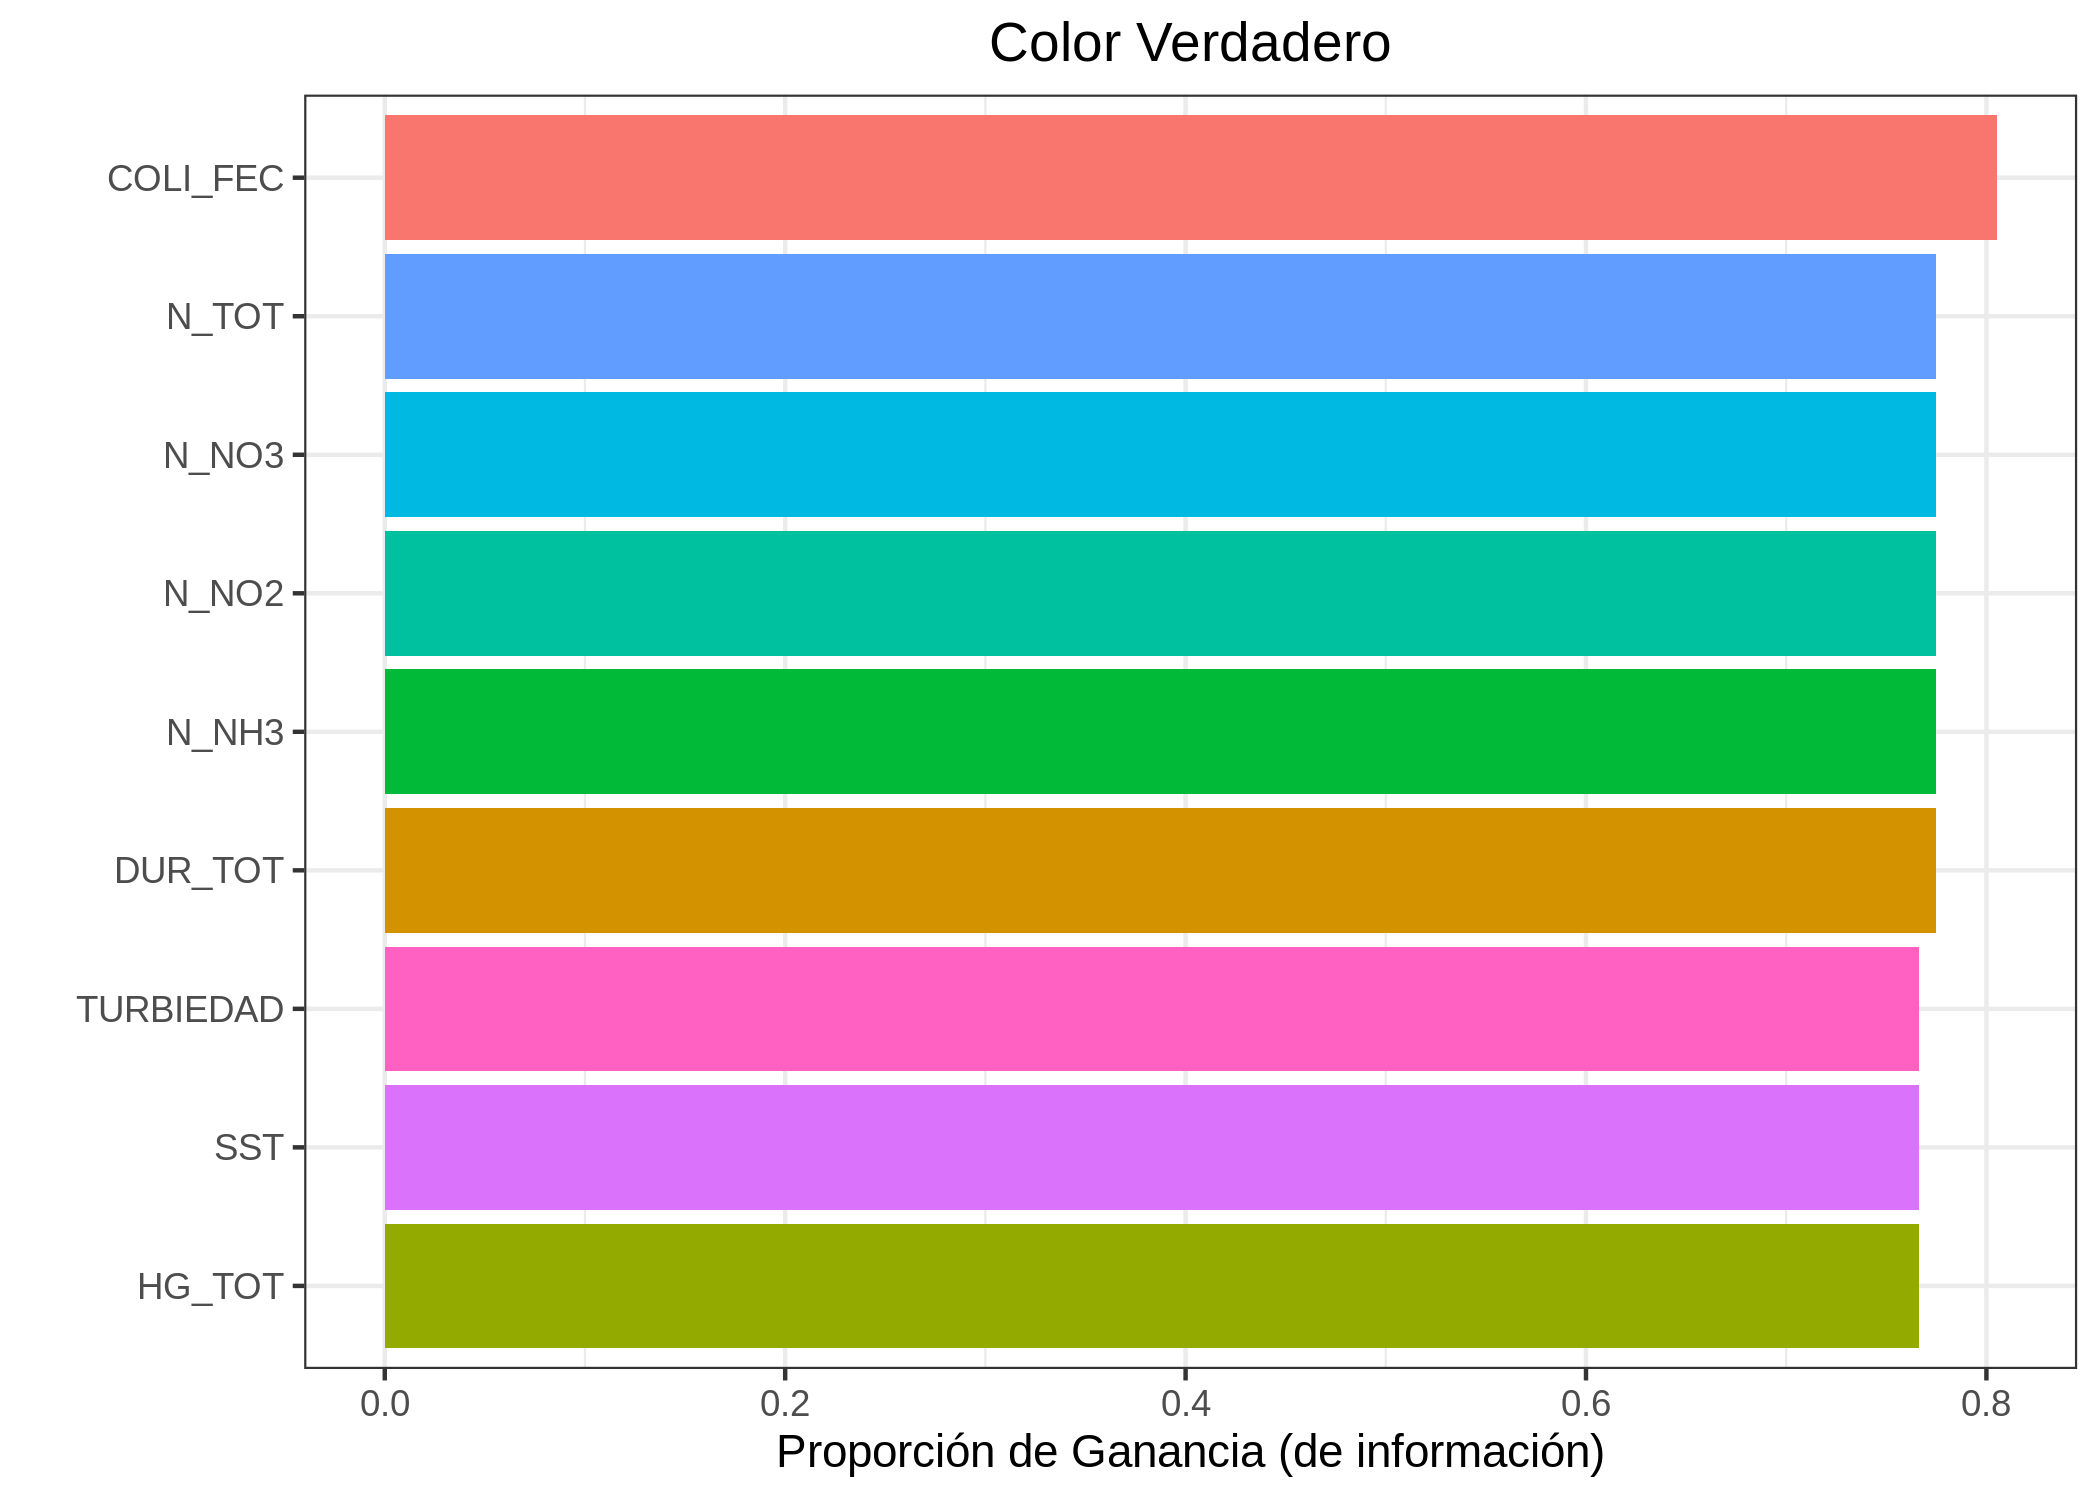 Color Verdadero
COLI_FEC
N_TOT
N_NO3
N_NO2
N_NH3
DUR_TOT
TURBIEDAD
SST
HG_TOT
0.0 0.2 0.4 0.6 0.8
Proporción de Ganancia (de información)